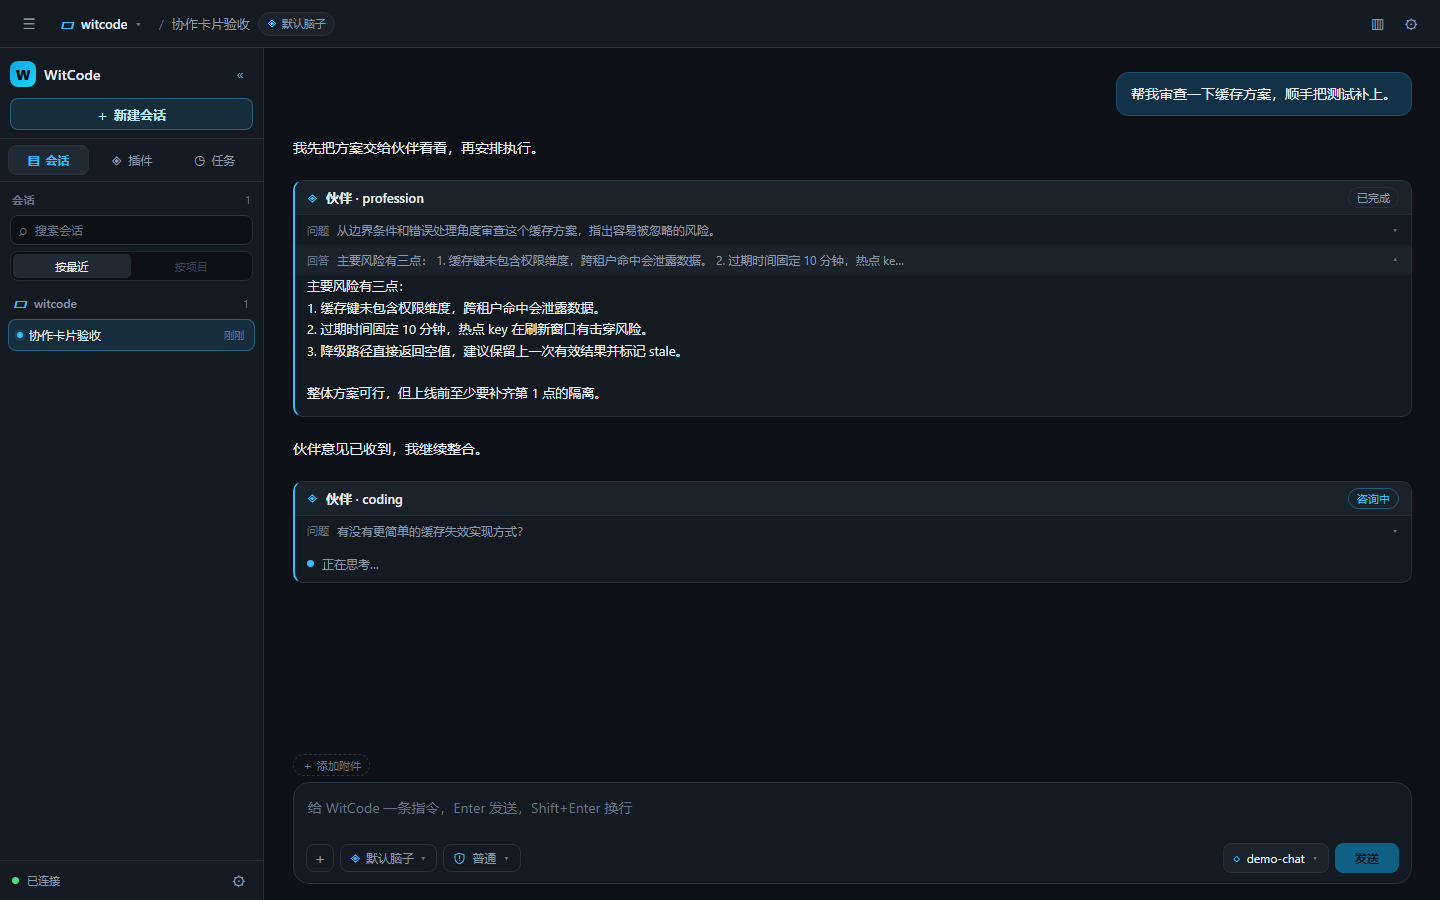 witcode
/ 协作卡片验收
默认脑子
W WitCode
«
+ 新建会话
会话
插件
任务
会话 1
搜索会话
按最近
按项目
witcode 1
协作卡片验收 刚刚
已连接
帮我审查一下缓存方案，顺手把测试补上。
我先把方案交给伙伴看看，再安排执行。
伙伴 · profession 已完成
问题 从边界条件和错误处理角度审查这个缓存方案，指出容易被忽略的风险。
回答 主要风险有三点： 1. 缓存键未包含权限维度，跨租户命中会泄露数据。 2. 过期时间固定 10 分钟，热点 ke...
主要风险有三点：
1. 缓存键未包含权限维度，跨租户命中会泄露数据。
2. 过期时间固定 10 分钟，热点 key 在刷新窗口有击穿风险。
3. 降级路径直接返回空值，建议保留上一次有效结果并标记 stale。
整体方案可行，但上线前至少要补齐第 1 点的隔离。
伙伴意见已收到，我继续整合。
伙伴 · coding 咨询中
问题 有没有更简单的缓存失效实现方式？
正在思考...
+ 添加附件
给 WitCode 一条指令，Enter 发送，Shift+Enter 换行
+
默认脑子
普通
demo-chat
发送